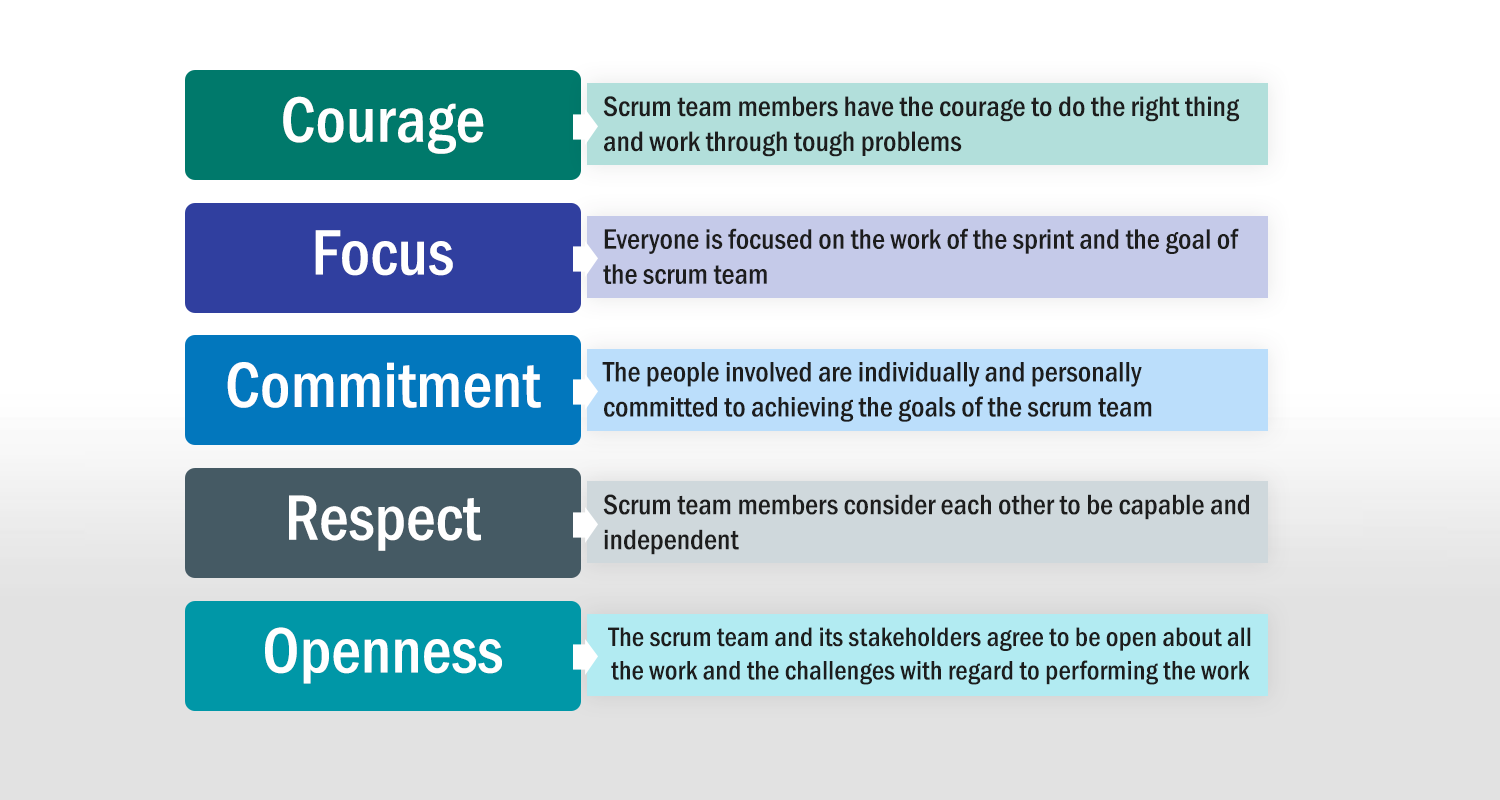 Courage
Scrum team members have the courage to do the right thing
and work through tough problems
Focus
Everyone is focused on the work of the sprint and the goal of
the scrum team
Commitment
The people involved are individually and personally
committed to achieving the goals of the scrum team
Respect
Scrum team members consider each other to be capable and
independent
Openness
The scrum team and its stakeholders agree to be open about all
the work and the challenges with regard to performing the work